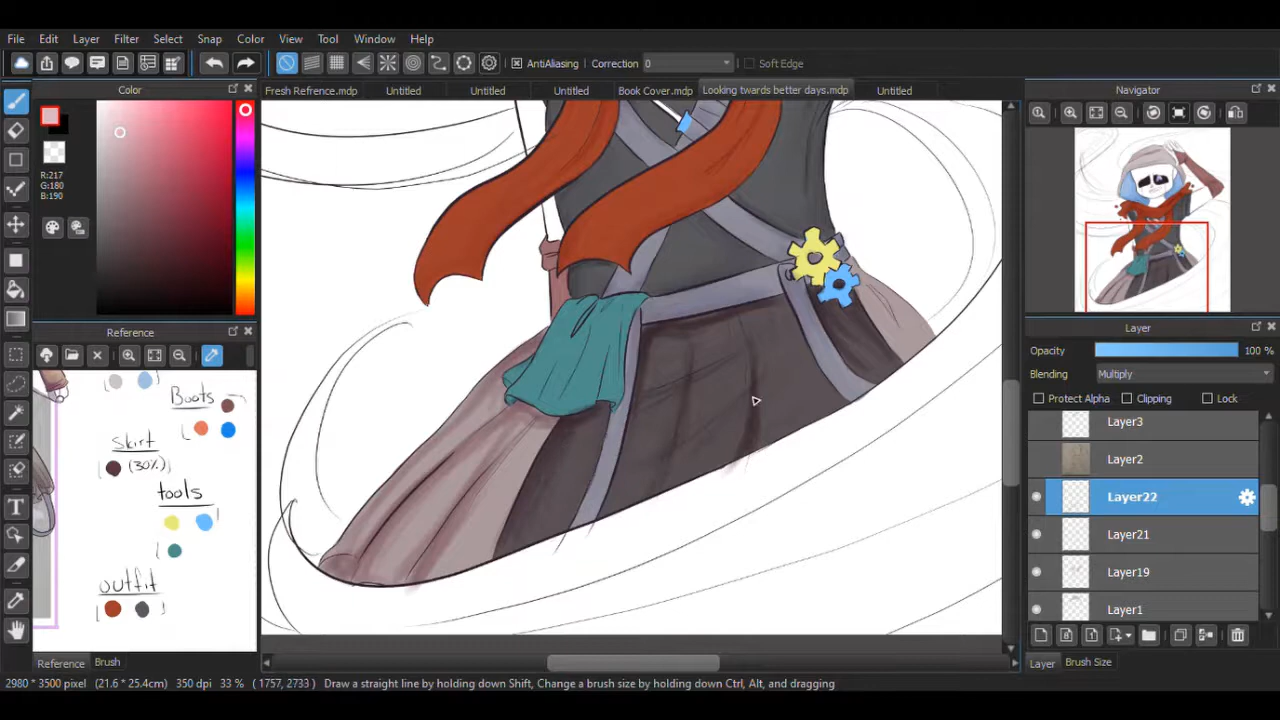 File Edit Layer Filter Select Snap Color View Tool Window Help
AntiAliasing Correction 0 Soft Edge
Color
Fresh Refrence.mdp Untitled Untitled Untitled Book Cover.mdp Looking twards better days.mdp Untitled
Navigator
R:217
G:180
B:190
Reference
Boots
skirt
(30%)
tools
outfit
Reference Brush
Layer
Opacity 100 %
Blending Multiply
Protect Alpha Clipping Lock
Layer3
Layer2
Layer22
Layer21
Layer19
Layer1
Layer Brush Size
2980 * 3500 pixel (21.6 * 25.4cm) 350 dpi 33 % ( 1757, 2733 ) Draw a straight line by holding down Shift, Change a brush size by holding down Ctrl, Alt, and dragging